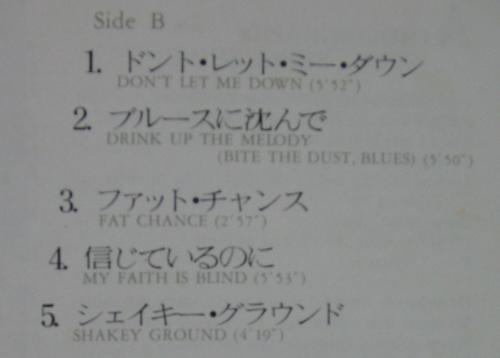 Side B
1. ドント・レット・ミー・ダウン
DON'T LET ME DOWN (5'52")
2. ブルースに沈んで
DRINK UP THE MELODY
(BITE THE DUST, BLUES) (5'50")
3. ファット・チャンス
FAT CHANCE (2'57")
4. 信じているのに
MY FAITH IS BLIND (5'53")
5. シェイキー・グラウンド
SHAKEY GROUND (4'19")